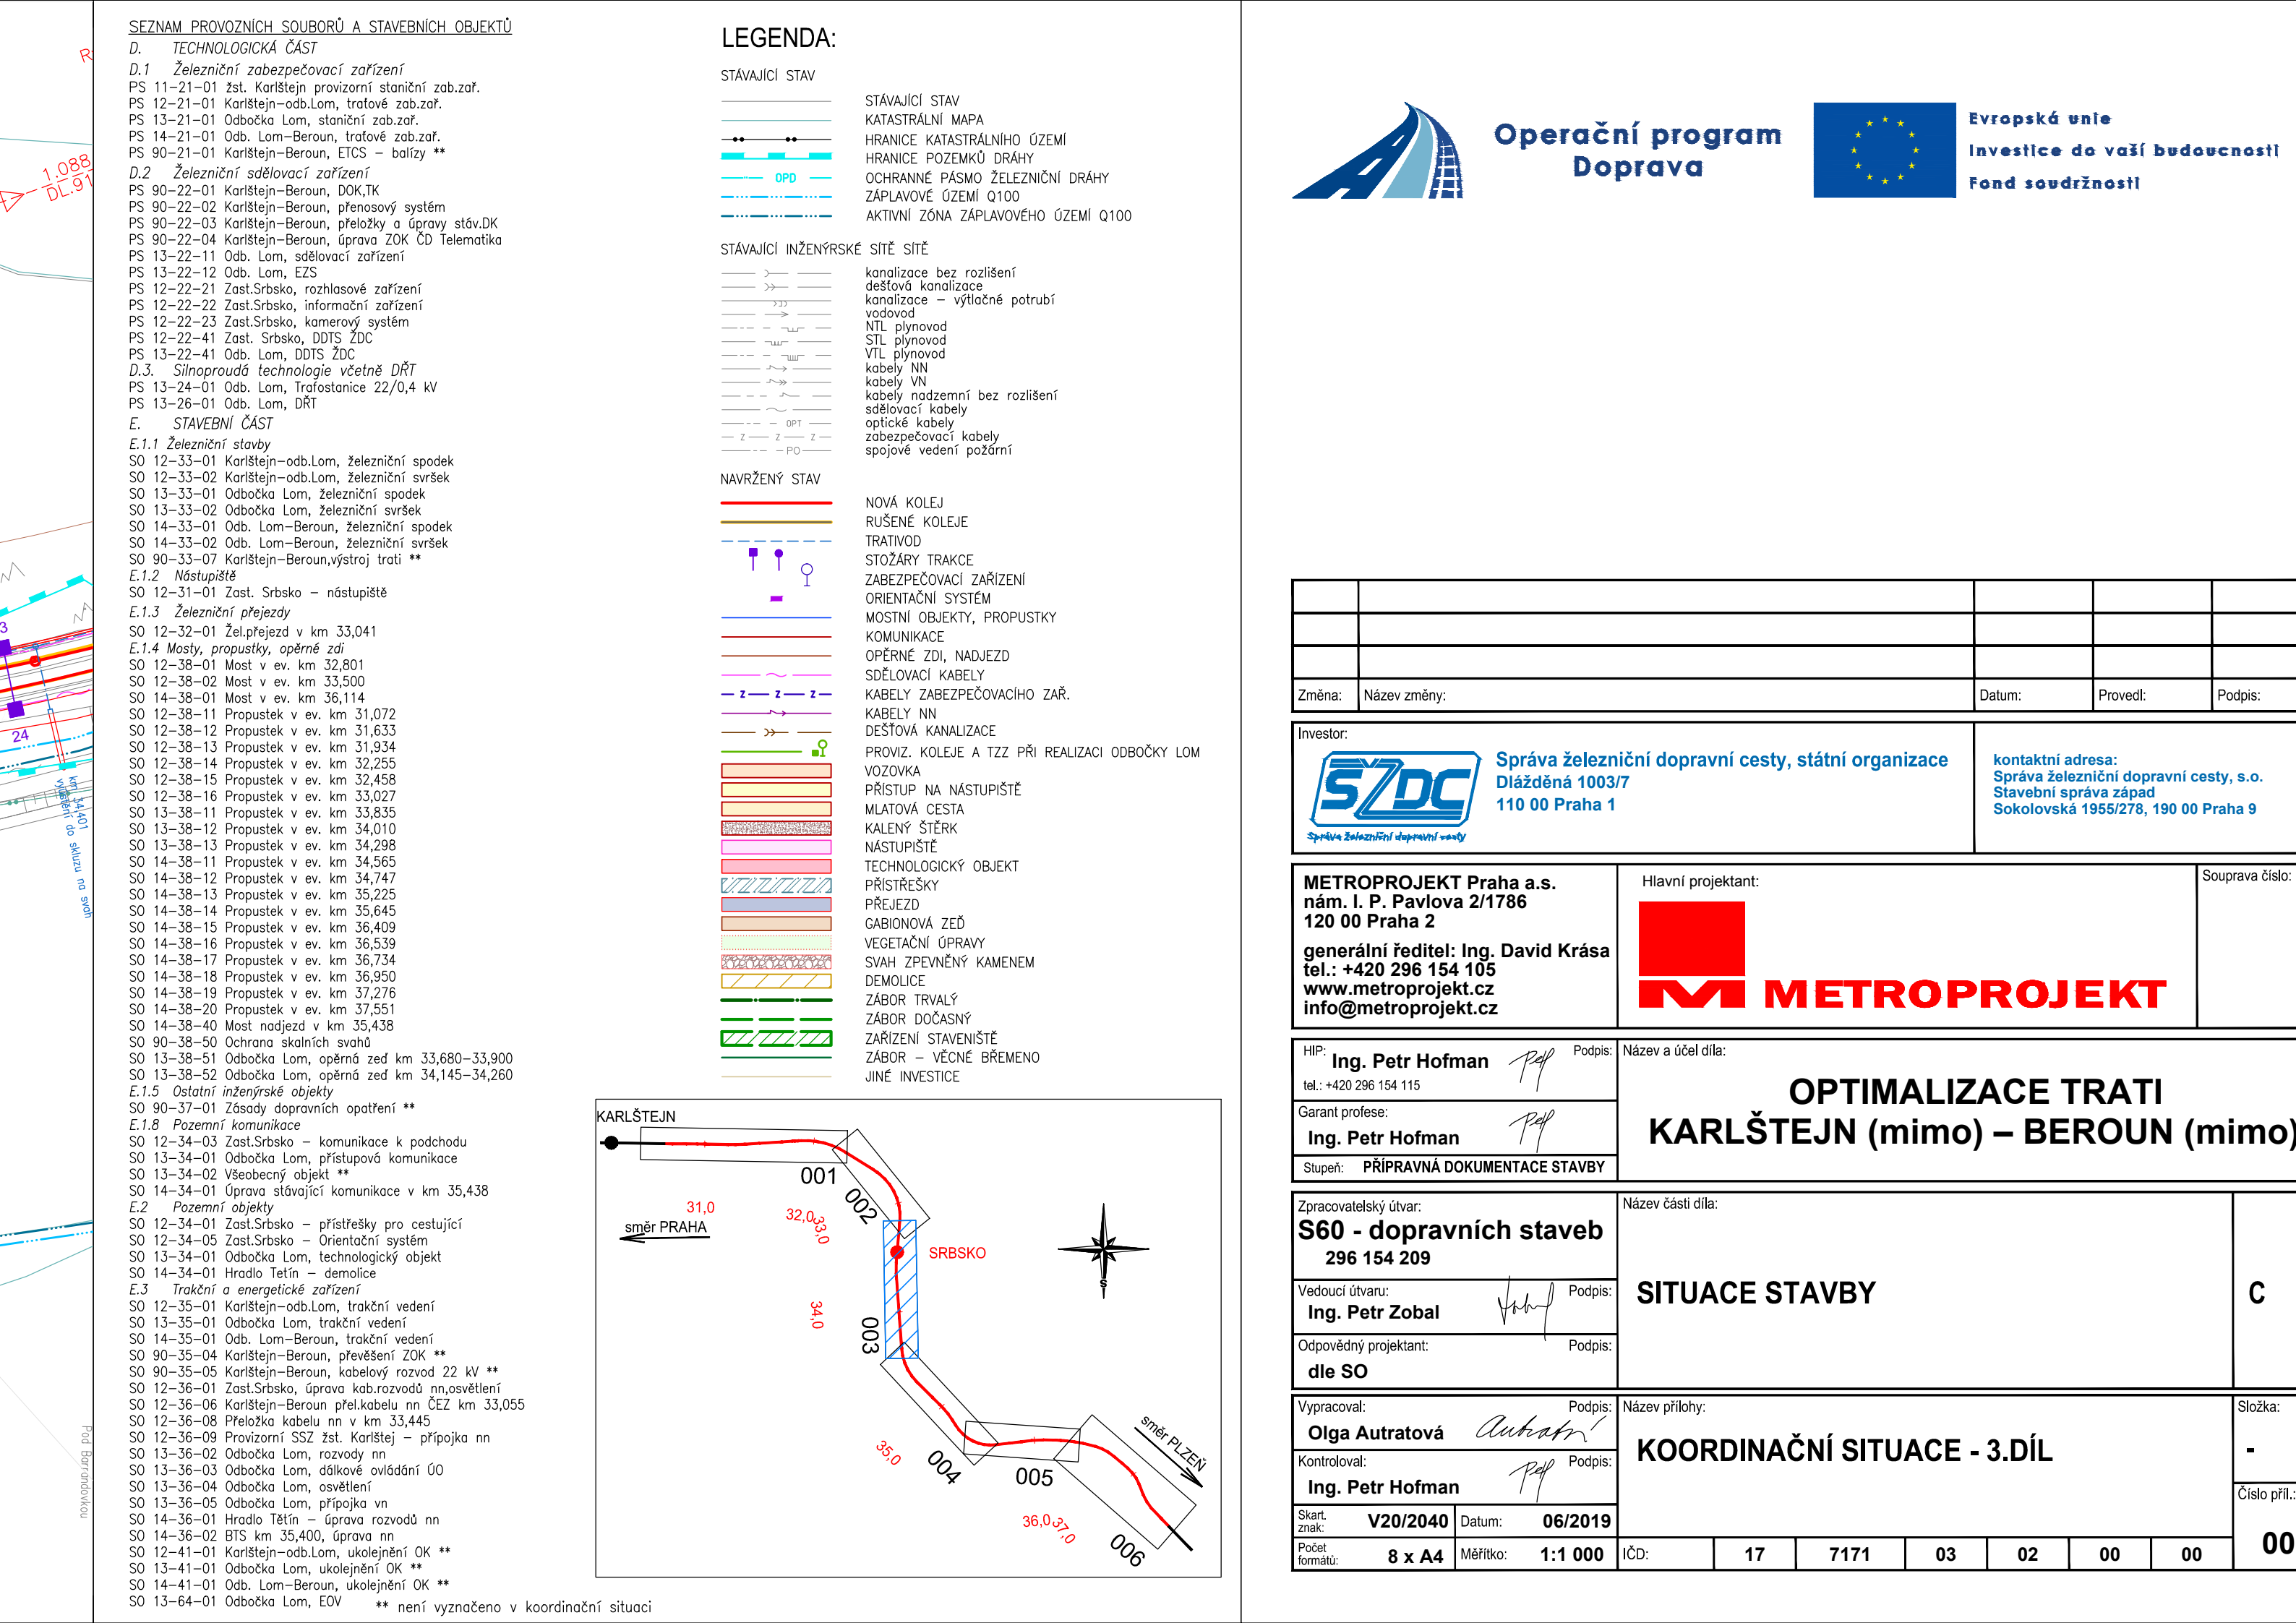 SEZNAM PROVOZNÍCH SOUBORŮ A STAVEBNÍCH OBJEKTŮ
D. TECHNOLOGICKÁ ČÁST
D.1 Železniční zabezpečovací zařízení
PS 11-21-01 žst. Karlštejn provizorní staniční zab.zař.
PS 12-21-01 Karlštejn-odb.Lom, traťové zab.zař.
PS 13-21-01 Odbočka Lom, staniční zab.zař.
PS 14-21-01 Odb. Lom-Beroun, traťové zab.zař.
PS 90-21-01 Karlštejn-Beroun, ETCS - balízy **
D.2 Železniční sdělovací zařízení
PS 90-22-01 Karlštejn-Beroun, DOK,TK
PS 90-22-02 Karlštejn-Beroun, přenosový systém
PS 90-22-03 Karlštejn-Beroun, přeložky a úpravy stáv.DK
PS 90-22-04 Karlštejn-Beroun, úprava ZOK ČD Telematika
PS 13-22-11 Odb. Lom, sdělovací zařízení
PS 13-22-12 Odb. Lom, EZS
PS 12-22-21 Zast.Srbsko, rozhlasové zařízení
PS 12-22-22 Zast.Srbsko, informační zařízení
PS 12-22-23 Zast.Srbsko, kamerový systém
PS 12-22-41 Zast. Srbsko, DDTS ŽDC
PS 13-22-41 Odb. Lom, DDTS ŽDC
D.3. Silnoproudá technologie včetně DŘT
PS 13-24-01 Odb. Lom, Trafostanice 22/0,4 kV
PS 13-26-01 Odb. Lom, DŘT
E. STAVEBNÍ ČÁST
E.1.1 Železniční stavby
SO 12-33-01 Karlštejn-odb.Lom, železniční spodek
SO 12-33-02 Karlštejn-odb.Lom, železniční svršek
SO 13-33-01 Odbočka Lom, železniční spodek
SO 13-33-02 Odbočka Lom, železniční svršek
SO 14-33-01 Odb. Lom-Beroun, železniční spodek
SO 14-33-02 Odb. Lom-Beroun, železniční svršek
SO 90-33-07 Karlštejn-Beroun,výstroj trati **
E.1.2 Nástupiště
SO 12-31-01 Zast. Srbsko - nástupiště
E.1.3 Železniční přejezdy
SO 12-32-01 Žel.přejezd v km 33,041
E.1.4 Mosty, propustky, opěrné zdi
SO 12-38-01 Most v ev. km 32,801
SO 12-38-02 Most v ev. km 33,500
SO 14-38-01 Most v ev. km 36,114
SO 12-38-11 Propustek v ev. km 31,072
SO 12-38-12 Propustek v ev. km 31,633
SO 12-38-13 Propustek v ev. km 31,934
SO 12-38-14 Propustek v ev. km 32,255
SO 12-38-15 Propustek v ev. km 32,458
SO 12-38-16 Propustek v ev. km 33,027
SO 13-38-11 Propustek v ev. km 33,835
SO 13-38-12 Propustek v ev. km 34,010
SO 13-38-13 Propustek v ev. km 34,298
SO 14-38-11 Propustek v ev. km 34,565
SO 14-38-12 Propustek v ev. km 34,747
SO 14-38-13 Propustek v ev. km 35,225
SO 14-38-14 Propustek v ev. km 35,645
SO 14-38-15 Propustek v ev. km 36,409
SO 14-38-16 Propustek v ev. km 36,539
SO 14-38-17 Propustek v ev. km 36,734
SO 14-38-18 Propustek v ev. km 36,950
SO 14-38-19 Propustek v ev. km 37,276
SO 14-38-20 Propustek v ev. km 37,551
SO 14-38-40 Most nadjezd v km 35,438
SO 90-38-50 Ochrana skalních svahů
SO 13-38-51 Odbočka Lom, opěrná zeď km 33,680-33,900
SO 13-38-52 Odbočka Lom, opěrná zeď km 34,145-34,260
E.1.5 Ostatní inženýrské objekty
SO 90-37-01 Zásady dopravních opatření **
E.1.8 Pozemní komunikace
SO 12-34-03 Zast.Srbsko - komunikace k podchodu
SO 13-34-01 Odbočka Lom, přístupová komunikace
SO 13-34-02 Všeobecný objekt **
SO 14-34-01 Úprava stávající komunikace v km 35,438
E.2 Pozemní objekty
SO 12-34-01 Zast.Srbsko - přístřešky pro cestující
SO 12-34-05 Zast.Srbsko - Orientační systém
SO 13-34-01 Odbočka Lom, technologický objekt
SO 14-34-01 Hradlo Tetín - demolice
E.3 Trakční a energetické zařízení
SO 12-35-01 Karlštejn-odb.Lom, trakční vedení
SO 13-35-01 Odbočka Lom, trakční vedení
SO 14-35-01 Odb. Lom-Beroun, trakční vedení
SO 90-35-04 Karlštejn-Beroun, převěšení ZOK **
SO 90-35-05 Karlštejn-Beroun, kabelový rozvod 22 kV **
SO 12-36-01 Zast.Srbsko, úprava kab.rozvodů nn,osvětlení
SO 12-36-06 Karlštejn-Beroun přel.kabelu nn ČEZ km 33,055
SO 12-36-08 Přeložka kabelu nn v km 33,445
SO 12-36-09 Provizorní SSZ žst. Karlštej - přípojka nn
SO 13-36-02 Odbočka Lom, rozvody nn
SO 13-36-03 Odbočka Lom, dálkové ovládání ÚO
SO 13-36-04 Odbočka Lom, osvětlení
SO 13-36-05 Odbočka Lom, přípojka vn
SO 14-36-01 Hradlo Tětín - úprava rozvodů nn
SO 14-36-02 BTS km 35,400, úprava nn
SO 12-41-01 Karlštejn-odb.Lom, ukolejnění OK **
SO 13-41-01 Odbočka Lom, ukolejnění OK **
SO 14-41-01 Odb. Lom-Beroun, ukolejnění OK **
SO 13-64-01 Odbočka Lom, EOV
** není vyznačeno v koordinační situaci
1.088
DL.91
3
24
km 34,401
vyústění do skluzu na svah
Pod Barrandovkou
LEGENDA:
STÁVAJÍCÍ STAV
STÁVAJÍCÍ STAV
KATASTRÁLNÍ MAPA
HRANICE KATASTRÁLNÍHO ÚZEMÍ
HRANICE POZEMKŮ DRÁHY
OPD OCHRANNÉ PÁSMO ŽELEZNIČNÍ DRÁHY
ZÁPLAVOVÉ ÚZEMÍ Q100
AKTIVNÍ ZÓNA ZÁPLAVOVÉHO ÚZEMÍ Q100
STÁVAJÍCÍ INŽENÝRSKÉ SÍTĚ SÍTĚ
kanalizace bez rozlišení
dešťová kanalizace
kanalizace - výtlačné potrubí
vodovod
NTL plynovod
STL plynovod
VTL plynovod
kabely NN
kabely VN
kabely nadzemní bez rozlišení
sdělovací kabely
OPT optické kabely
Z Z Z zabezpečovací kabely
PO spojové vedení požární
NAVRŽENÝ STAV
NOVÁ KOLEJ
RUŠENÉ KOLEJE
TRATIVOD
STOŽÁRY TRAKCE
ZABEZPEČOVACÍ ZAŘÍZENÍ
ORIENTAČNÍ SYSTÉM
MOSTNÍ OBJEKTY, PROPUSTKY
KOMUNIKACE
OPĚRNÉ ZDI, NADJEZD
SDĚLOVACÍ KABELY
Z Z Z KABELY ZABEZPEČOVACÍHO ZAŘ.
KABELY NN
DEŠŤOVÁ KANALIZACE
PROVIZ. KOLEJE A TZZ PŘI REALIZACI ODBOČKY LOM
VOZOVKA
PŘÍSTUP NA NÁSTUPIŠTĚ
MLATOVÁ CESTA
KALENÝ ŠTĚRK
NÁSTUPIŠTĚ
TECHNOLOGICKÝ OBJEKT
PŘÍSTŘEŠKY
PŘEJEZD
GABIONOVÁ ZEĎ
VEGETAČNÍ ÚPRAVY
SVAH ZPEVNĚNÝ KAMENEM
DEMOLICE
ZÁBOR TRVALÝ
ZÁBOR DOČASNÝ
ZAŘÍZENÍ STAVENIŠTĚ
ZÁBOR - VĚCNÉ BŘEMENO
JINÉ INVESTICE
KARLŠTEJN
001
002
31,0
32,0
33,0
směr PRAHA
SRBSKO
S
34,0
003
35,0
004
005
směr PLZEŇ
36,0
37,0
006
Operační program
Doprava
Evropská unie
Investice do vaší budoucnosti
Fond soudržnosti
Změna: Název změny: Datum: Provedl: Podpis:
Investor:
SŽDC
Správa železniční dopravní cesty
Správa železniční dopravní cesty, státní organizace
Dlážděná 1003/7
110 00 Praha 1
kontaktní adresa:
Správa železniční dopravní cesty, s.o.
Stavební správa západ
Sokolovská 1955/278, 190 00 Praha 9
METROPROJEKT Praha a.s.
nám. I. P. Pavlova 2/1786
120 00 Praha 2
generální ředitel: Ing. David Krása
tel.: +420 296 154 105
www.metroprojekt.cz
info@metroprojekt.cz
Hlavní projektant:
METROPROJEKT
Souprava číslo:
HIP: Ing. Petr Hofman Podpis:
tel.: +420 296 154 115
Garant profese:
Ing. Petr Hofman
Stupeň: PŘÍPRAVNÁ DOKUMENTACE STAVBY
Název a účel díla:
OPTIMALIZACE TRATI
KARLŠTEJN (mimo) – BEROUN (mimo)
Zpracovatelský útvar:
S60 - dopravních staveb
296 154 209
Vedoucí útvaru: Podpis:
Ing. Petr Zobal
Odpovědný projektant: Podpis:
dle SO
Název části díla:
SITUACE STAVBY
C
Vypracoval: Podpis:
Olga Autratová
Kontroloval: Podpis:
Ing. Petr Hofman
Název přílohy:
KOORDINAČNÍ SITUACE - 3.DÍL
Složka:
-
Číslo příl.:
00
Skart. znak: V20/2040 Datum: 06/2019
Počet formátů: 8 x A4 Měřítko: 1:1 000
IČD: 17 7171 03 02 00 00